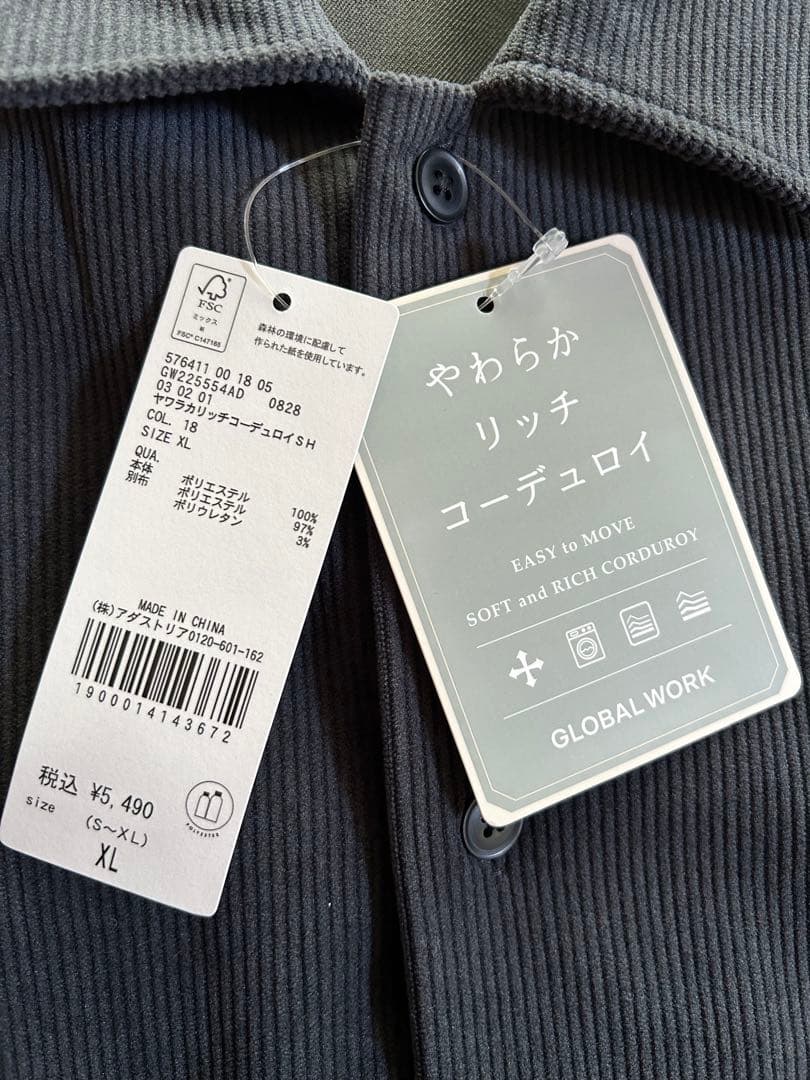 FSC
ミックス
紙
FSC® C147165
森林の環境に配慮して
作られた紙を使用しています。
576411 00 18 05
GW225554AD 0828
03 02 01
ヤワラカリッチコーデュロイSH
COL. 18
SIZE XL
QUA.
本体 ポリエステル 100%
別布 ポリエステル 97%
ポリウレタン 3%
MADE IN CHINA
(株)アダストリア0120-601-162
1900014143672
税込 ¥5,490
size (S~XL)
XL
POLYESTER
やわらか
リッチ
コーデュロイ
EASY to MOVE
SOFT and RICH CORDUROY
GLOBAL WORK